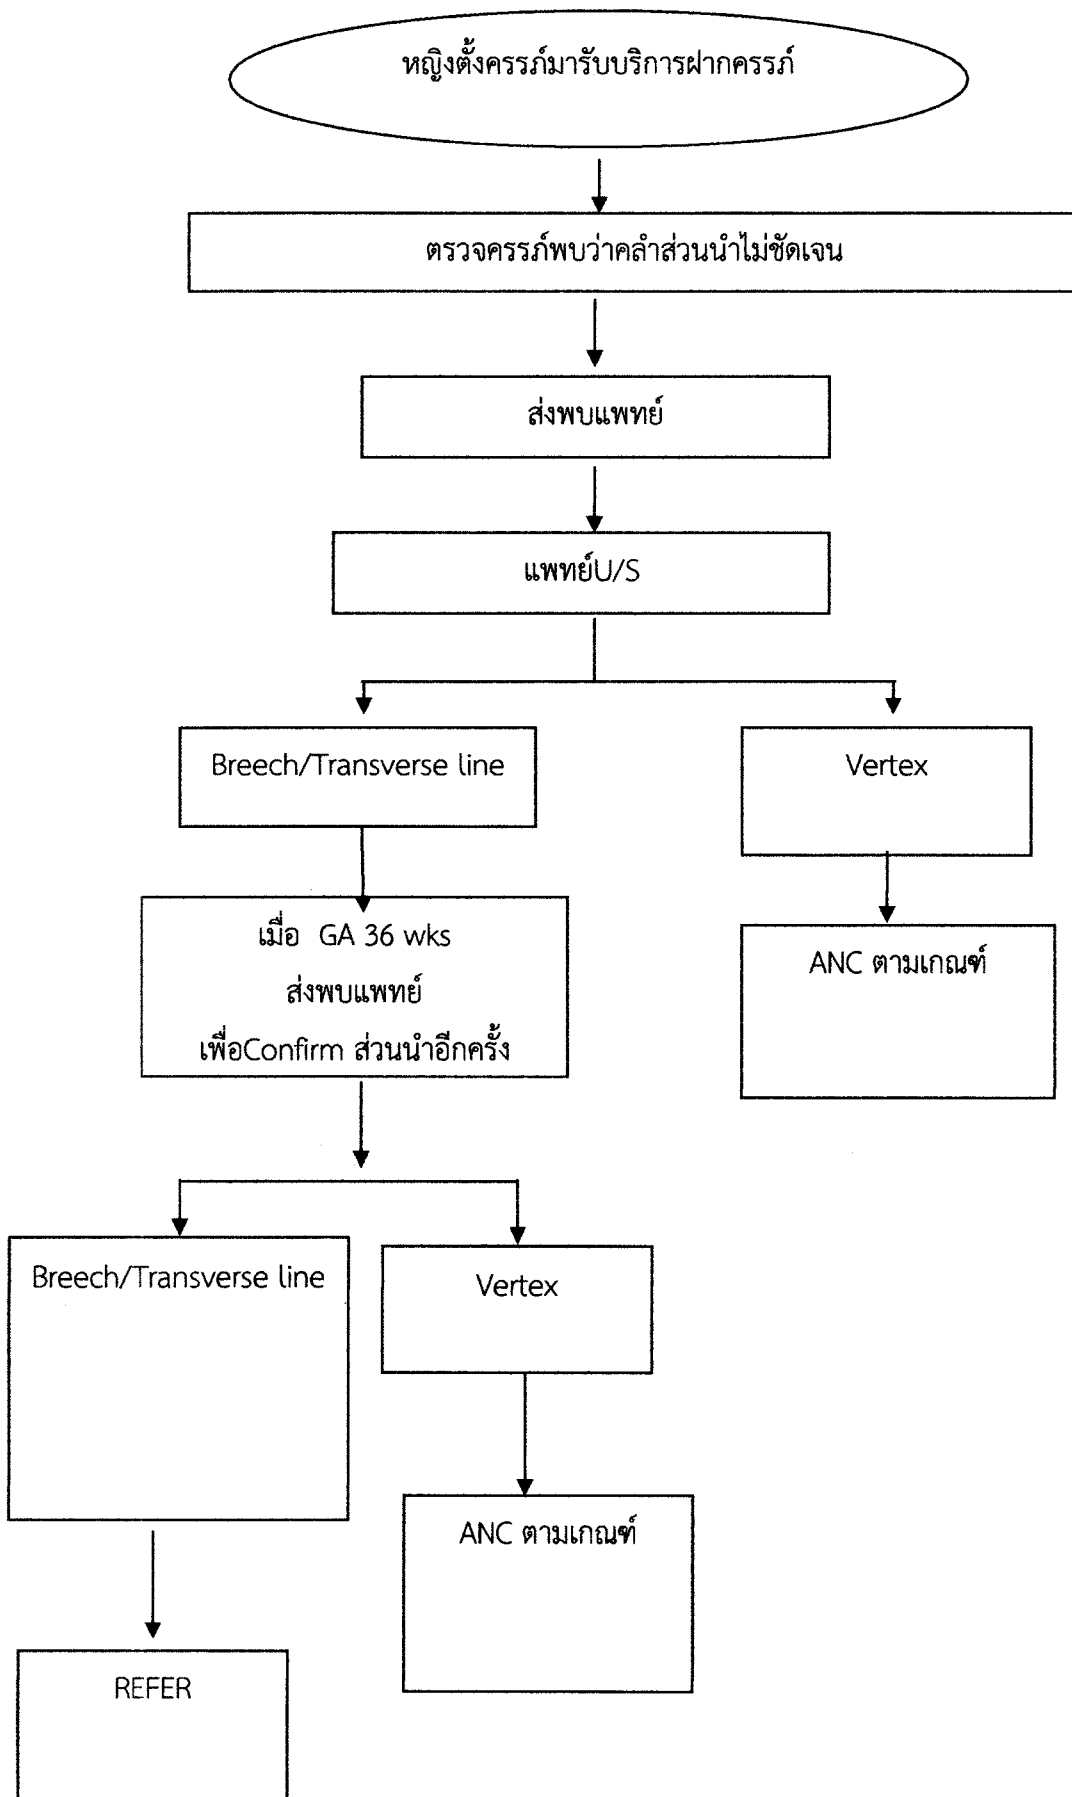 หญิงตั้งครรภ์มารับบริการฝากครรภ์
ตรวจครรภ์พบว่าคลำส่วนนำไม่ชัดเจน
ส่งพบแพทย์
แพทย์U/S
Breech/Transverse line
Vertex
เมื่อ GA 36 wks
ส่งพบแพทย์
เพื่อConfirm ส่วนนำอีกครั้ง
ANC ตามเกณฑ์
Breech/Transverse line
Vertex
ANC ตามเกณฑ์
REFER